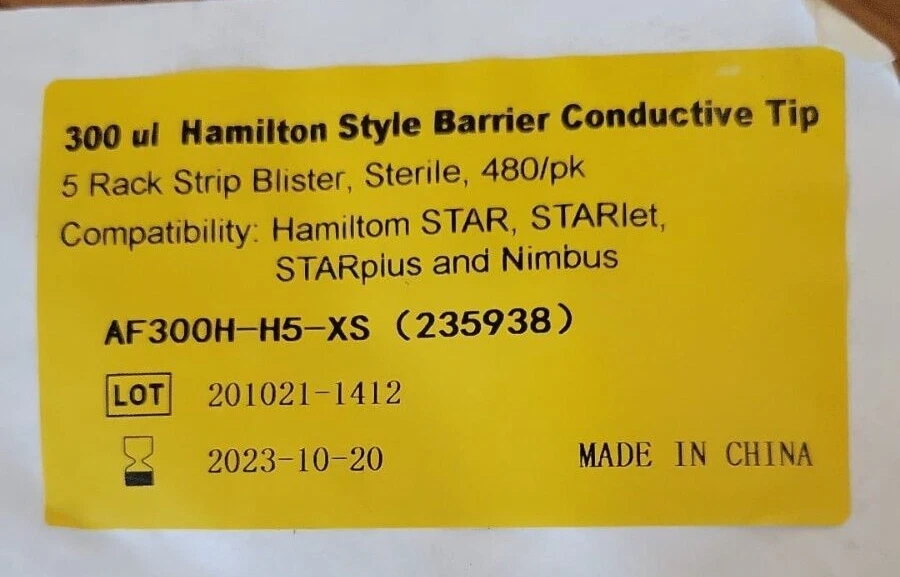 300 ul Hamilton Style Barrier Conductive Tip
5 Rack Strip Blister, Sterile, 480/pk
Compatibility: Hamiltom STAR, STARlet,
STARplus and Nimbus
AF300H-H5-XS (235938)
LOT 201021-1412
2023-10-20 MADE IN CHINA